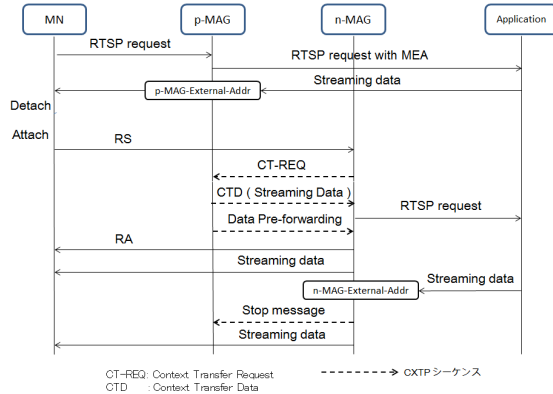 MN
p-MAG
n-MAG
Application
RTSP request
RTSP request with MEA
Streaming data
p-MAG-External-Addr
Detach
Attach
RS
CT-REQ
CTD ( Streaming Data )
RTSP request
Data Pre-forwarding
RA
Streaming data
Streaming data
n-MAG-External-Addr
Stop message
Streaming data
CT-REQ: Context Transfer Request
CXTP シーケンス
CTD : Context Transfer Data